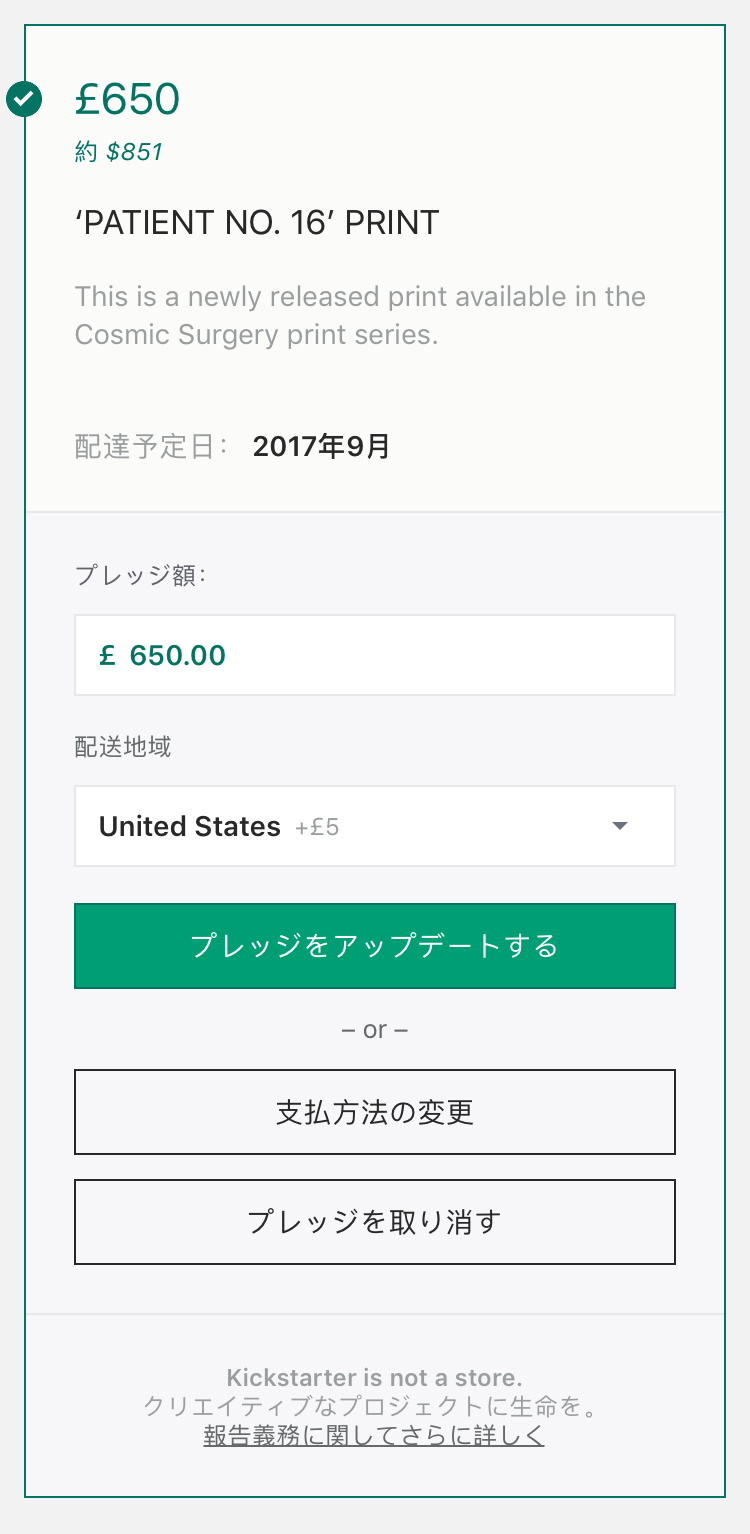 £650
約 $851
‘PATIENT NO. 16’ PRINT
This is a newly released print available in the
Cosmic Surgery print series.
配達予定日： 2017年9月
プレッジ額：
£ 650.00
配送地域
United States +£5
プレッジをアップデートする
– or –
支払方法の変更
プレッジを取り消す
Kickstarter is not a store.
クリエイティブなプロジェクトに生命を。
報告義務に関してさらに詳しく